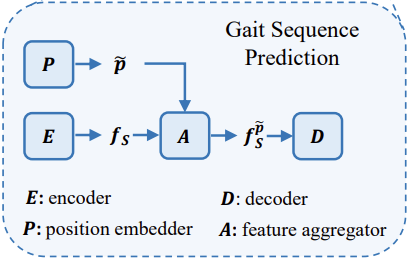 Gait Sequence
Prediction
P p̃
E f_S A f_S^p̃ D
E: encoder D: decoder
P: position embedder A: feature aggregator